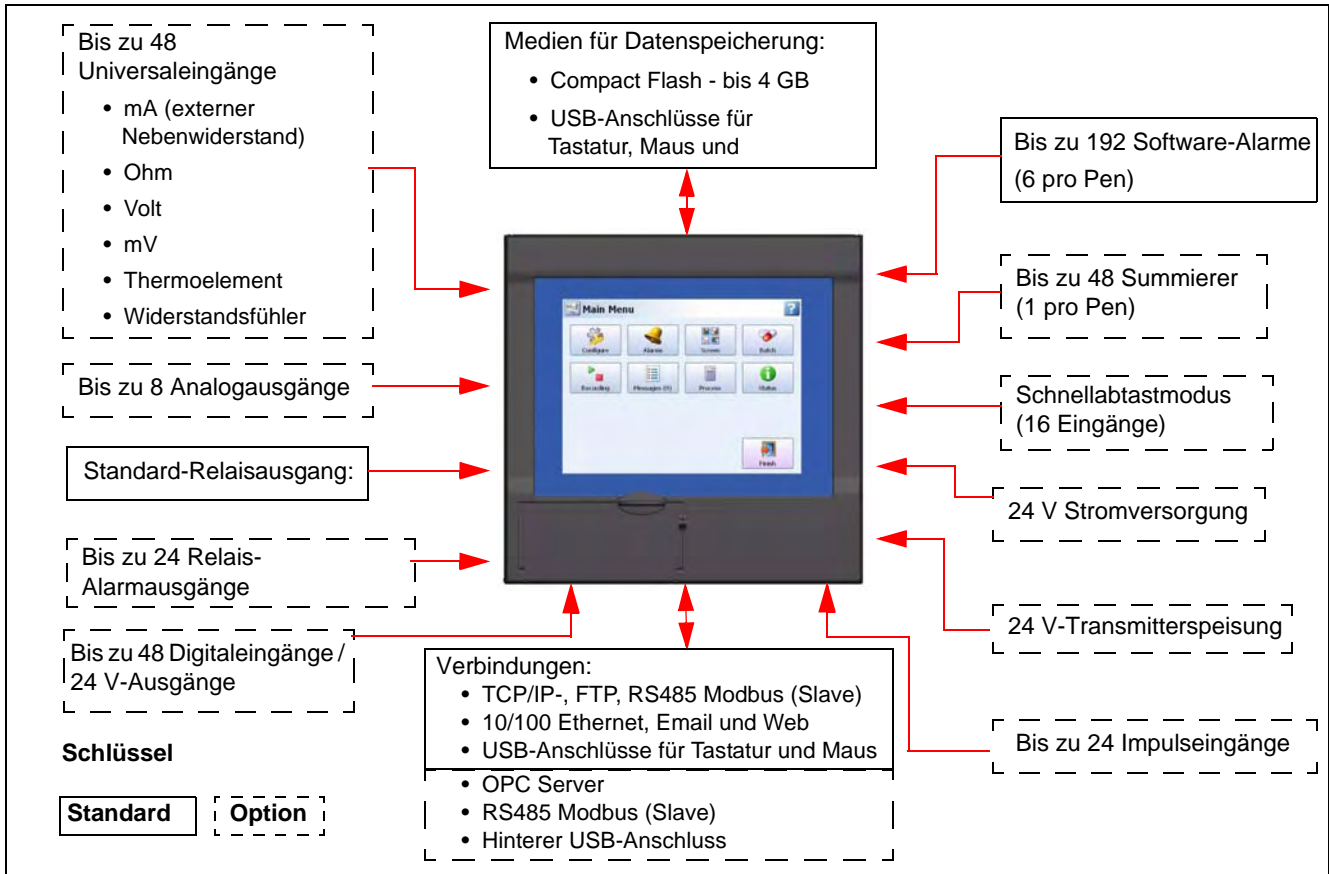 Bis zu 48
Universaleingänge
• mA (externer
Nebenwiderstand)
• Ohm
• Volt
• mV
• Thermoelement
• Widerstandsfühler
Bis zu 8 Analogausgänge
Standard-Relaisausgang:
Bis zu 24 Relais-
Alarmausgänge
Bis zu 48 Digitaleingänge /
24 V-Ausgänge
Schlüssel
Standard
Option
Medien für Datenspeicherung:
• Compact Flash - bis 4 GB
• USB-Anschlüsse für
Tastatur, Maus und
Main Menu
?
Configure
Alarms
Screen
Batch
Recording
Messages
Process
Status
Finish
Verbindungen:
• TCP/IP-, FTP, RS485 Modbus (Slave)
• 10/100 Ethernet, Email und Web
• USB-Anschlüsse für Tastatur und Maus
• OPC Server
• RS485 Modbus (Slave)
• Hinterer USB-Anschluss
Bis zu 192 Software-Alarme
(6 pro Pen)
Bis zu 48 Summierer
(1 pro Pen)
Schnellabtastmodus
(16 Eingänge)
24 V Stromversorgung
24 V-Transmitterspeisung
Bis zu 24 Impulseingänge